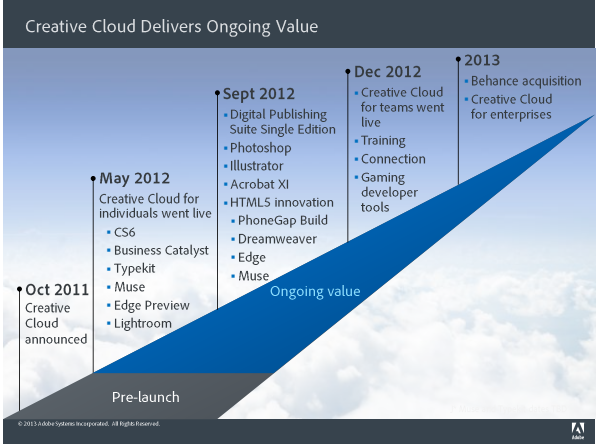 Creative Cloud Delivers Ongoing Value
Oct 2011
Creative
Cloud
announced
May 2012
Creative Cloud for
individuals went live
CS6
Business Catalyst
Typekit
Muse
Edge Preview
Lightroom
Sept 2012
Digital Publishing
Suite Single Edition
Photoshop
Illustrator
Acrobat XI
HTML5 innovation
PhoneGap Build
Dreamweaver
Edge
Muse
Dec 2012
Creative Cloud
for teams went
live
Training
Connection
Gaming
developer
tools
2013
Behance acquisition
Creative Cloud
for enterprises
Ongoing value
Pre-launch
© 2013 Adobe Systems Incorporated. All Rights Reserved.
Adobe